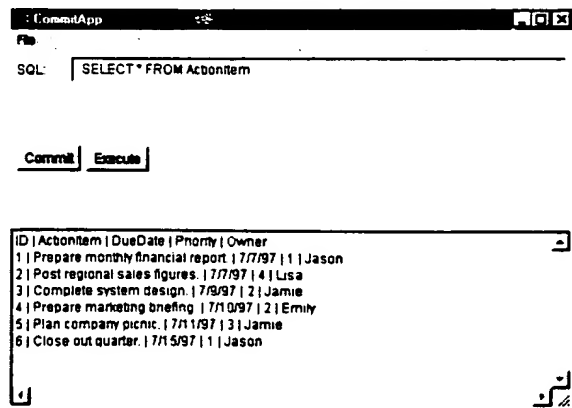 CommitApp
File
SQL: SELECT * FROM ActionItem
Commit Execute
ID | ActionItem | DueDate | Priority | Owner
1 | Prepare monthly financial report. | 7/7/97 | 1 | Jason
2 | Post regional sales figures. | 7/7/97 | 4 | Lisa
3 | Complete system design. | 7/9/97 | 2 | Jamie
4 | Prepare marketing briefing | 7/10/97 | 2 | Emily
5 | Plan company picnic. | 7/11/97 | 3 | Jamie
6 | Close out quarter. | 7/15/97 | 1 | Jason